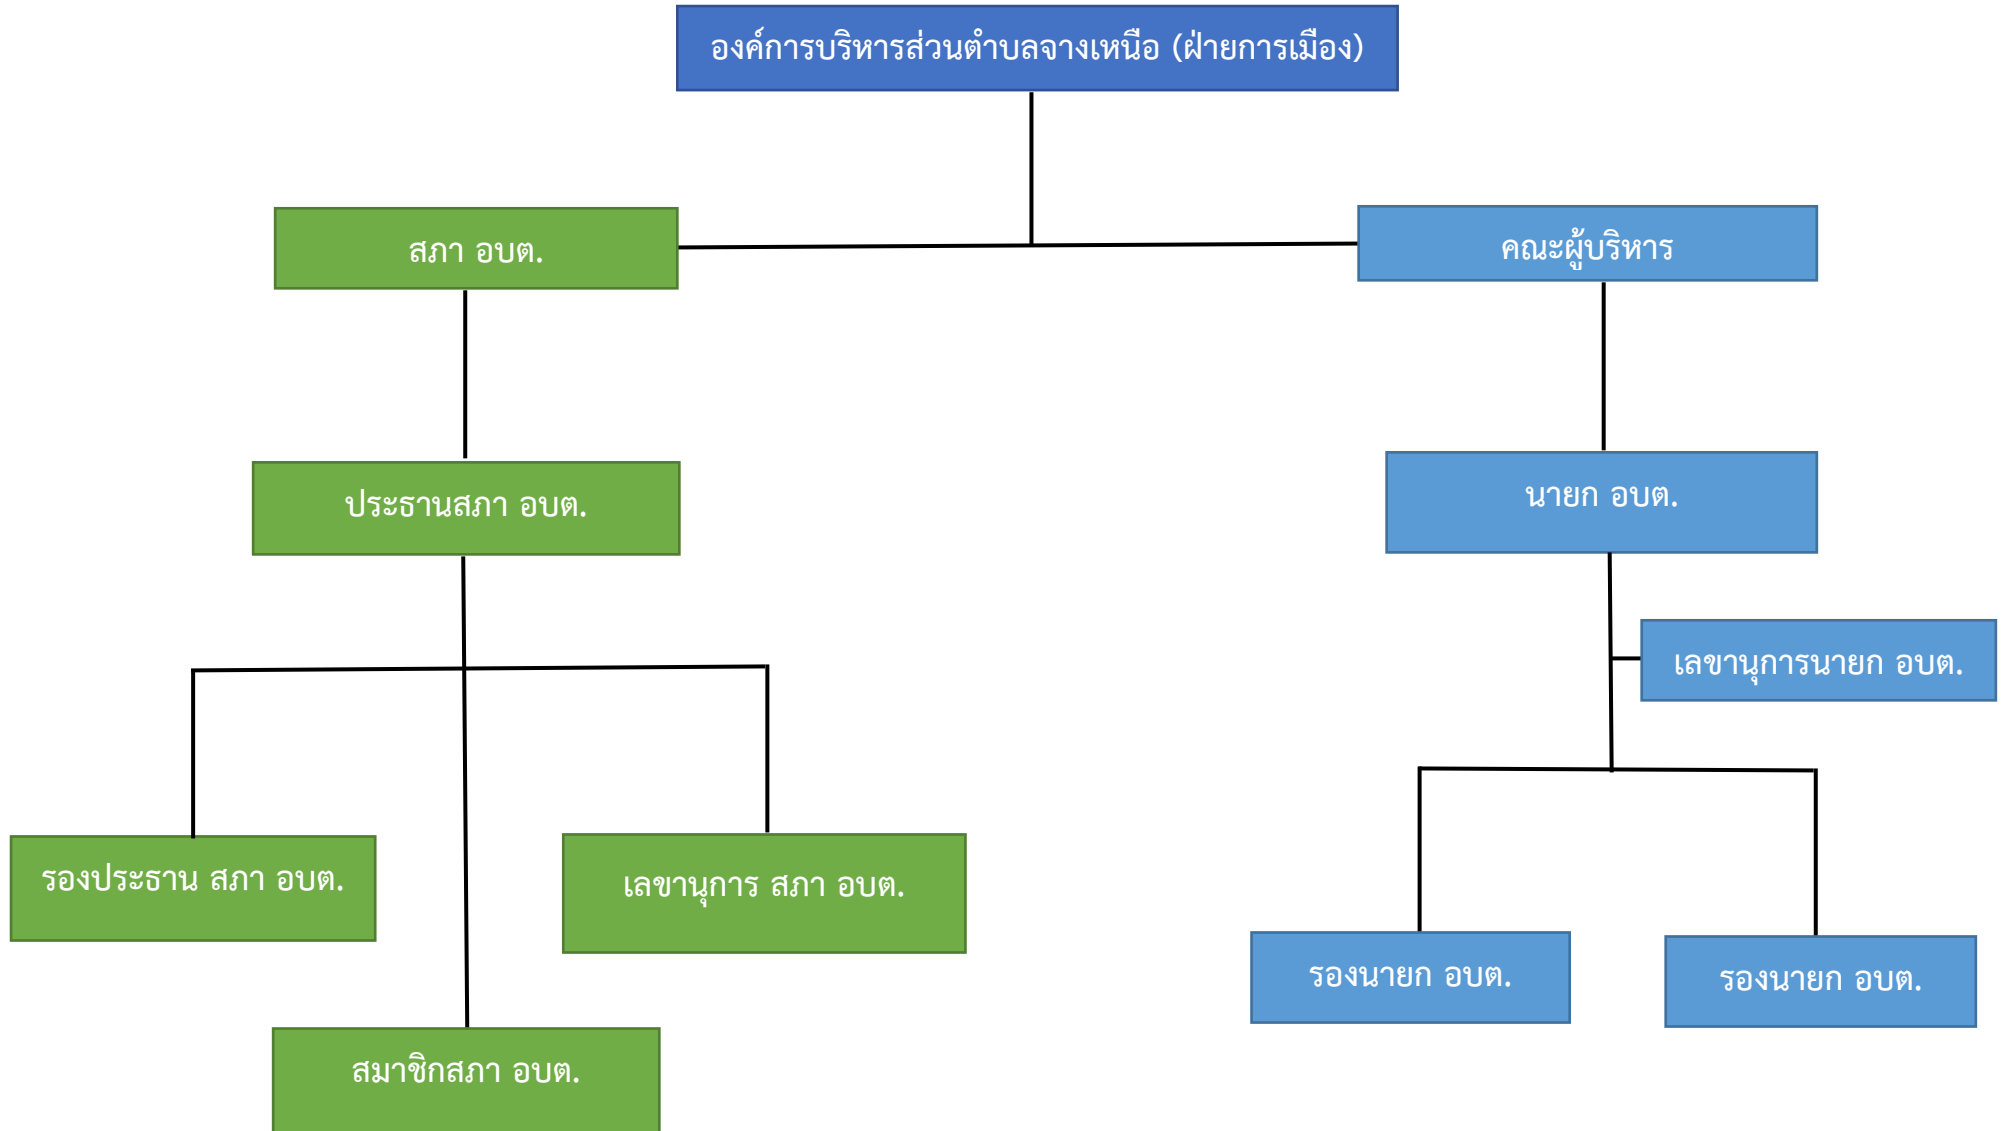 องค์การบริหารส่วนตำบลจางเหนือ (ฝ่ายการเมือง)
สภา อบต.
คณะผู้บริหาร
ประธานสภา อบต.
นายก อบต.
เลขานุการนายก อบต.
รองประธาน สภา อบต.
เลขานุการ สภา อบต.
รองนายก อบต.
รองนายก อบต.
สมาชิกสภา อบต.